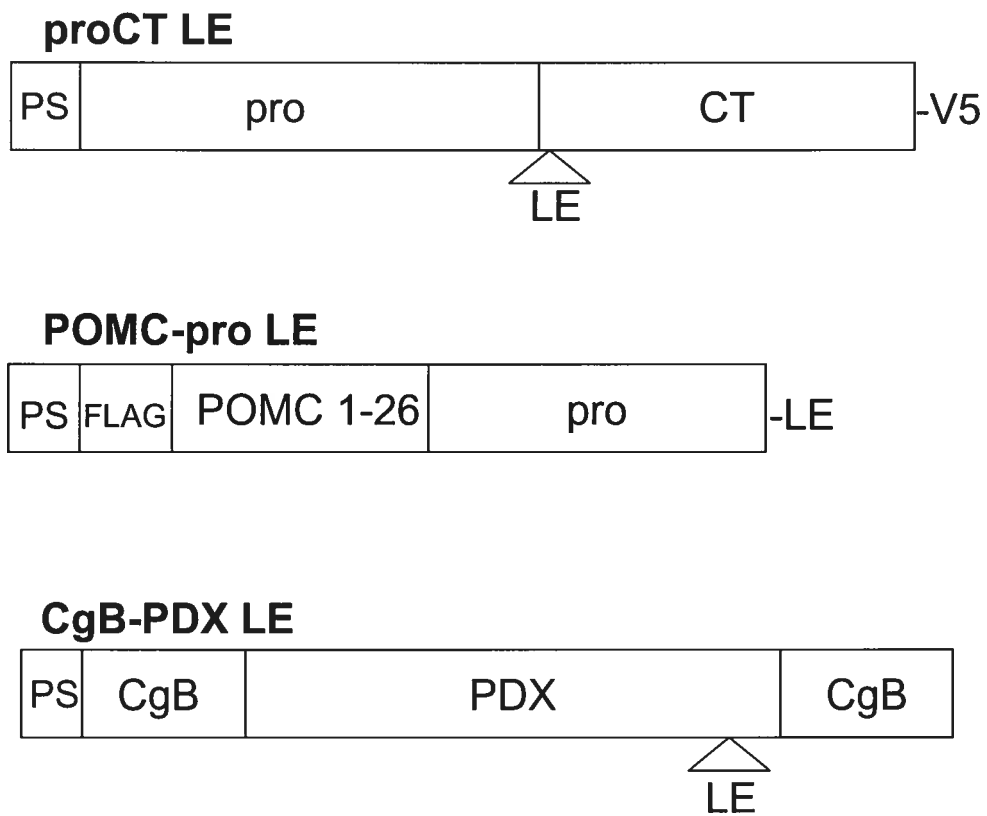 proCT LE
PS pro CT -V5
LE
POMC-pro LE
PS FLAG POMC 1-26 pro -LE
CgB-PDX LE
PS CgB PDX CgB
LE